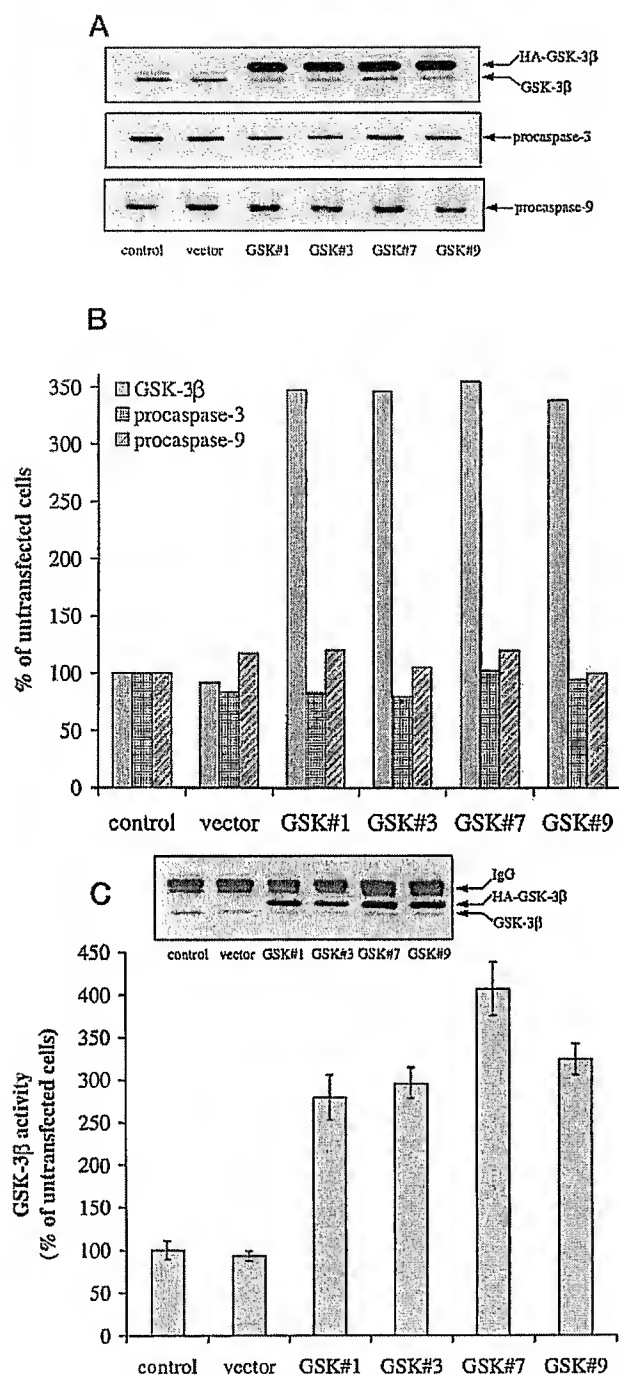 A
HA-GSK-3β
GSK-3β
procaspase-3
procaspase-9
control vector GSK#1 GSK#3 GSK#7 GSK#9
B
GSK-3β
procaspase-3
procaspase-9
350
300
250
200
150
100
50
0
% of untransfected cells
control vector GSK#1 GSK#3 GSK#7 GSK#9
C
IgG
HA-GSK-3β
GSK-3β
control vector GSK#1 GSK#3 GSK#7 GSK#9
450
400
350
300
250
200
150
100
50
0
GSK-3β activity
(% of untransfected cells)
control vector GSK#1 GSK#3 GSK#7 GSK#9